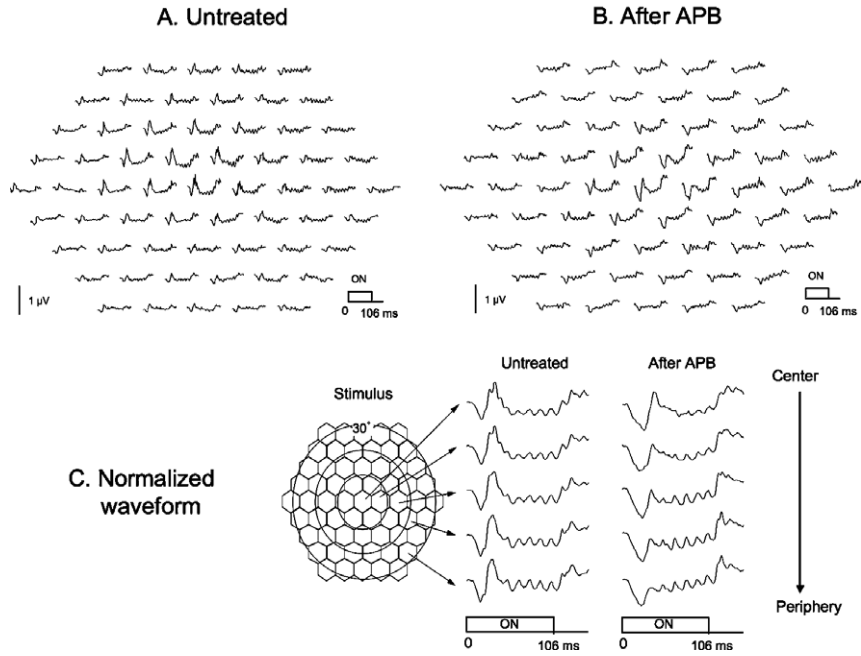 A. Untreated
B. After APB
ON
1 μV
0 106 ms
ON
1 μV
0 106 ms
Untreated
After APB
Center
Stimulus
30°
C. Normalized
waveform
Periphery
ON
ON
0 106 ms
0 106 ms